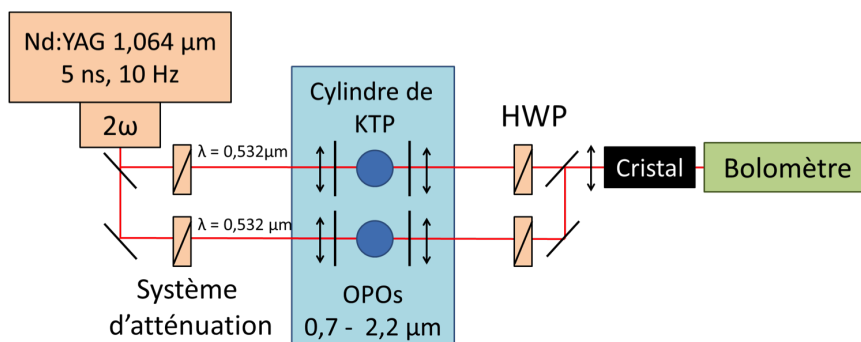 Nd:YAG 1,064 µm
5 ns, 10 Hz
2ω
λ = 0,532µm
λ = 0,532 µm
Système
d’atténuation
Cylindre de
KTP
OPOs
0,7 - 2,2 µm
HWP
Cristal
Bolomètre